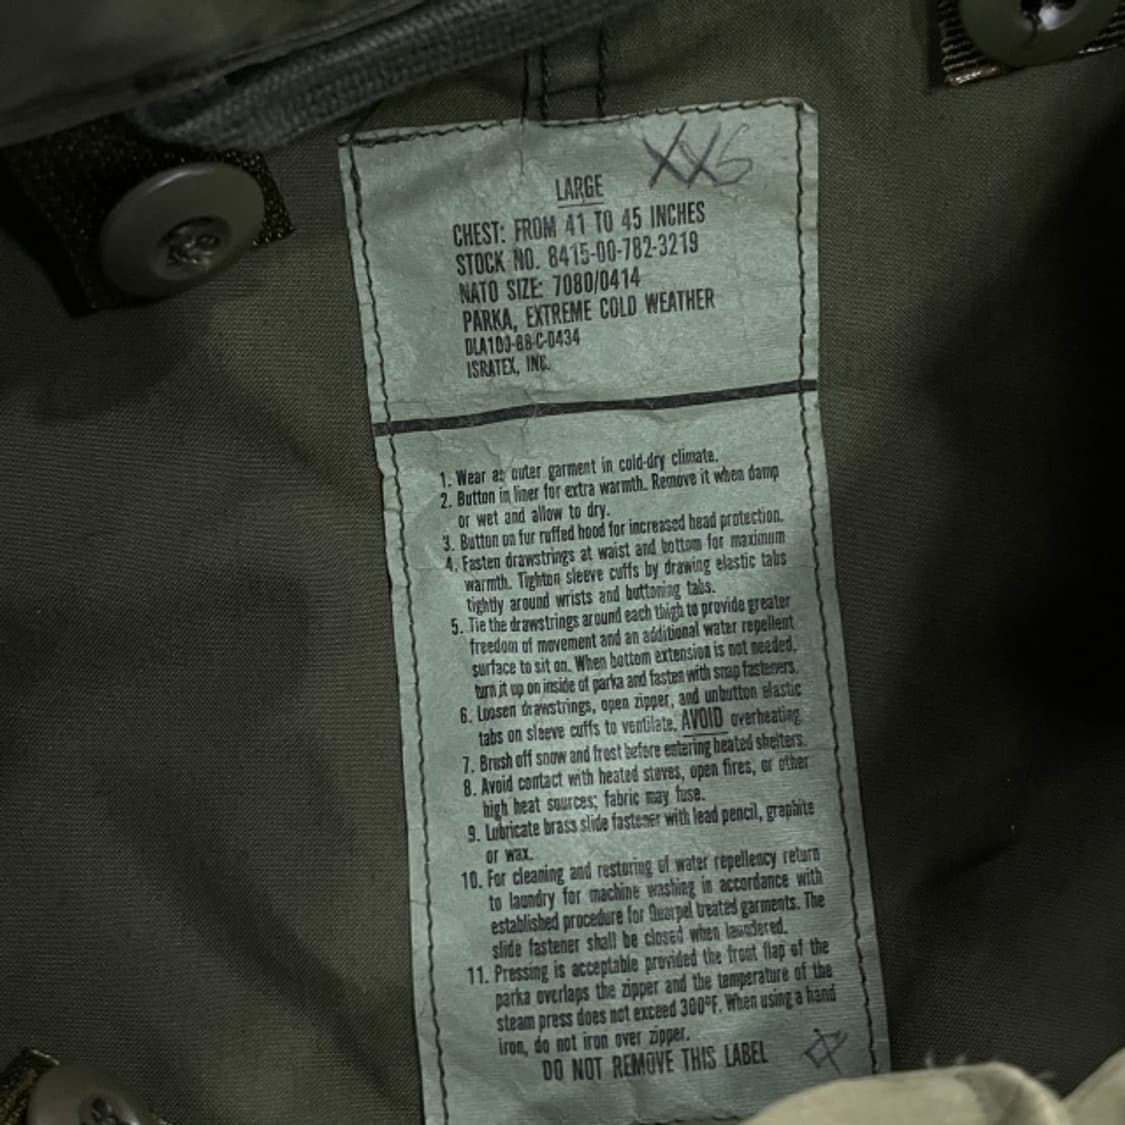 XXS
LARGE
CHEST: FROM 41 TO 45 INCHES
STOCK NO. 8415-00-782-3219
NATO SIZE: 7080/0414
PARKA, EXTREME COLD WEATHER
DLA100-88-C-0434
ISRATEX, INC.
1. Wear as outer garment in cold-dry climate.
2. Button in liner for extra warmth. Remove it when damp
or wet and allow to dry.
3. Button on fur ruffed hood for increased head protection.
4. Fasten drawstrings at waist and bottom for maximum
warmth. Tighten sleeve cuffs by drawing elastic tabs
tightly around wrists and buttoning tabs.
5. Tie the drawstrings around each thigh to provide greater
freedom of movement and an additional water repellent
surface to sit on. When bottom extension is not needed,
turn it up on inside of parka and fasten with snap fasteners.
6. Loosen drawstrings, open zipper, and unbutton elastic
tabs on sleeve cuffs to ventilate. AVOID overheating.
7. Brush off snow and frost before entering heated shelters.
8. Avoid contact with heated stoves, open fires, or other
high heat sources; fabric may fuse.
9. Lubricate brass slide fastener with lead pencil, graphite
or wax.
10. For cleaning and restoring of water repellency return
to laundry for machine washing in accordance with
established procedure for Quarpel treated garments. The
slide fastener shall be closed when laundered.
11. Pressing is acceptable provided the front flap of the
parka overlaps the zipper and the temperature of the
steam press does not exceed 300°F. When using a hand
iron, do not iron over zipper.
DO NOT REMOVE THIS LABEL